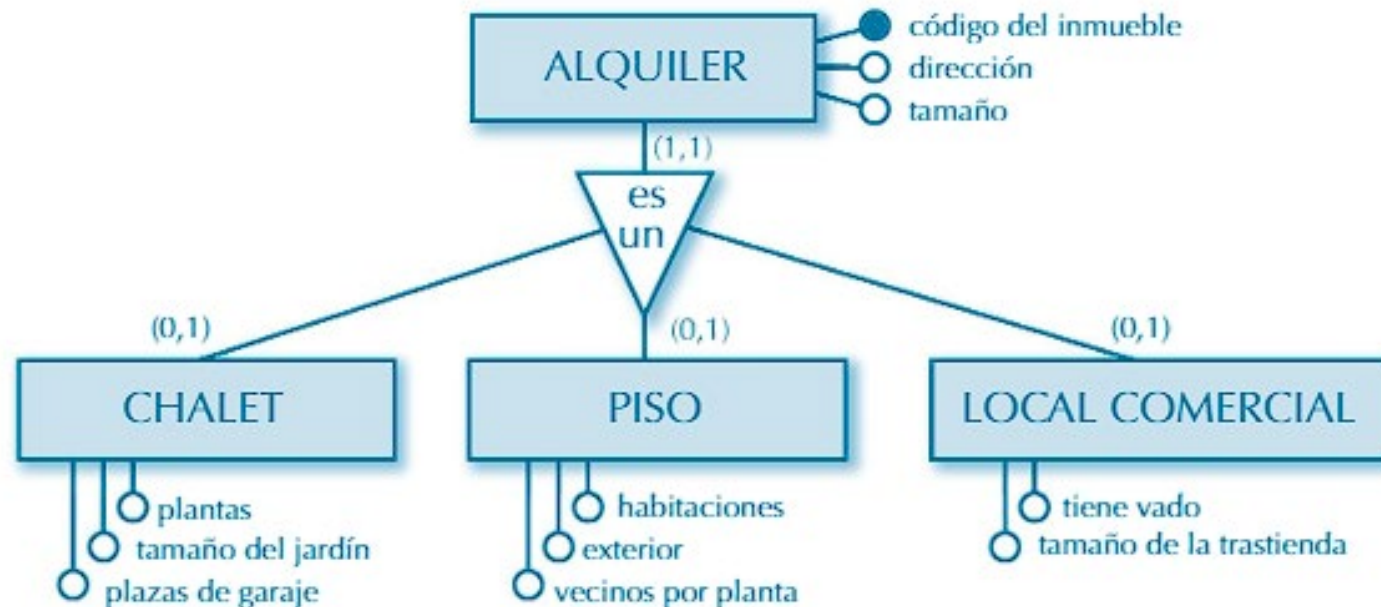 ALQUILER
código del inmueble
dirección
tamaño
(1,1)
es
un
(0,1)
(0,1)
(0,1)
CHALET
PISO
LOCAL COMERCIAL
plantas
tamaño del jardín
plazas de garaje
habitaciones
exterior
vecinos por planta
tiene vado
tamaño de la trastienda